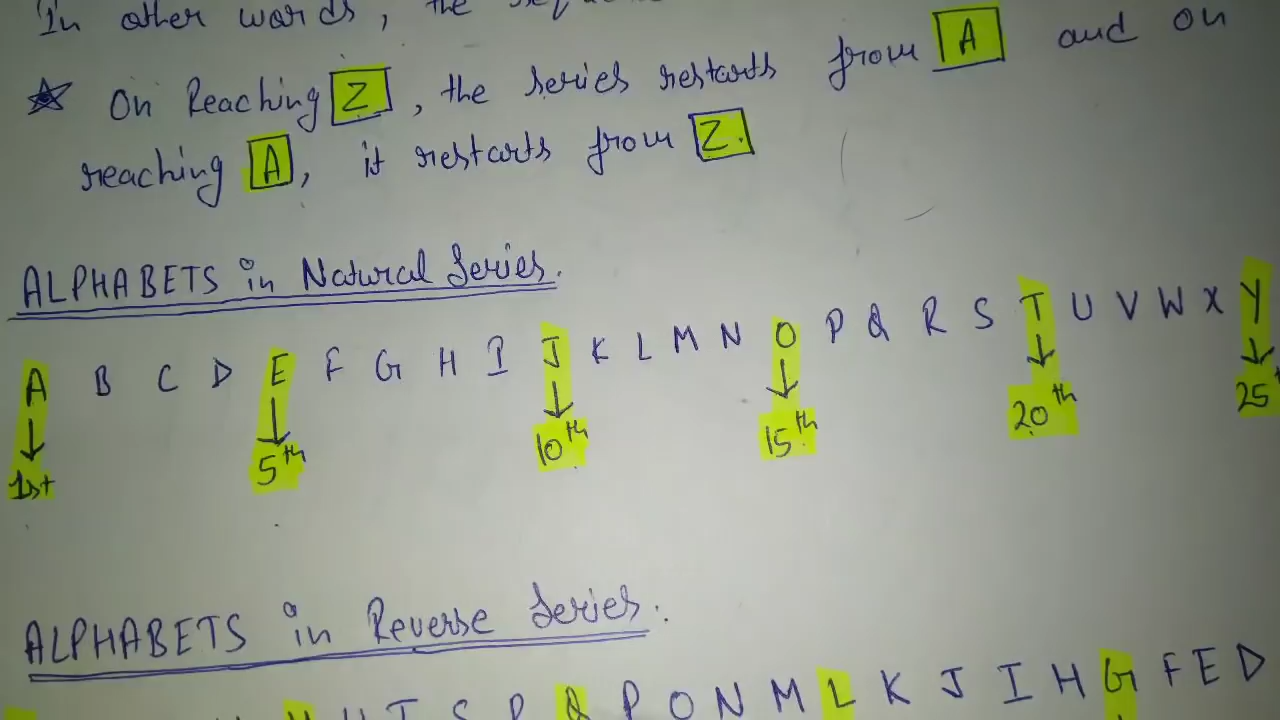 In other words, the
★ On Reaching Z, the series restarts from A and on
reaching A, it restarts from Z.
ALPHABETS in Natural Series.
A B C D E F G H I J K L M N O P Q R S T U V W X Y
1st 5th 10th 15th 20th 25
ALPHABETS in Reverse Series.
T S R Q P O N M L K J I H G F E D